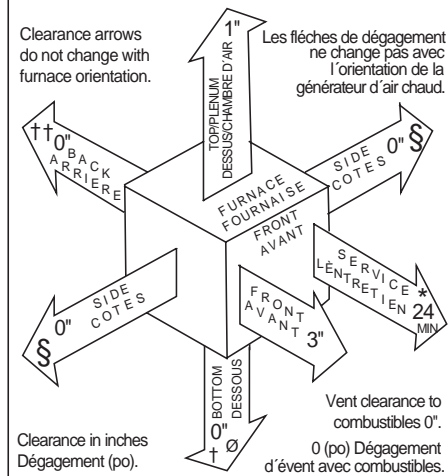 Clearance arrows
do not change with
furnace orientation.
Les fléches de dégagement
ne change pas avec
l´orientation de la
générateur d´air chaud.
1"
TOP/PLENUM
DESSUS/CHAMBRE D´AIR
††0" BACK
ARRIERE
SIDE 0" §
COTES
FURNACE
FOURNAISE
FRONT
AVANT
SERVICE *
LÈNTRETIEN 24
MIN
§ 0" SIDE
COTES
FRONT
AVANT 3"
BOTTOM
DESSOUS
0"
† Ø
Vent clearance to
combustibles 0".
0 (po) Dégagement
d´évent avec combustibles.
Clearance in inches
Dégagement (po).